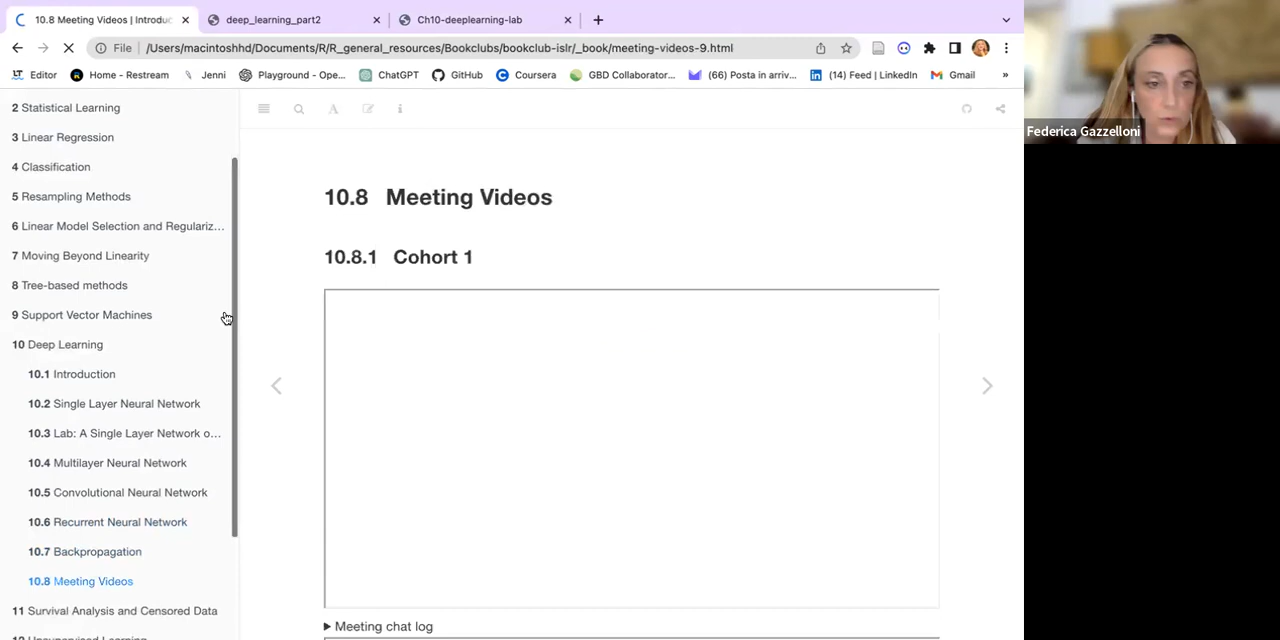 10.8 Meeting Videos | Introduc
deep_learning_part2
Ch10-deeplearning-lab
File
/Users/macintoshhd/Documents/R/R_general_resources/Bookclubs/bookclub-islr/_book/meeting-videos-9.html
Editor
Home - Restream
Jenni
Playground - Ope...
ChatGPT
GitHub
Coursera
GBD Collaborator...
(66) Posta in arriv...
(14) Feed | LinkedIn
Gmail
»
Federica Gazzelloni
2 Statistical Learning
3 Linear Regression
4 Classification
5 Resampling Methods
6 Linear Model Selection and Regulariz...
7 Moving Beyond Linearity
8 Tree-based methods
9 Support Vector Machines
10 Deep Learning
10.1 Introduction
10.2 Single Layer Neural Network
10.3 Lab: A Single Layer Network o...
10.4 Multilayer Neural Network
10.5 Convolutional Neural Network
10.6 Recurrent Neural Network
10.7 Backpropagation
10.8 Meeting Videos
11 Survival Analysis and Censored Data
12 Unsupervised Learning
10.8 Meeting Videos
10.8.1 Cohort 1
Meeting chat log